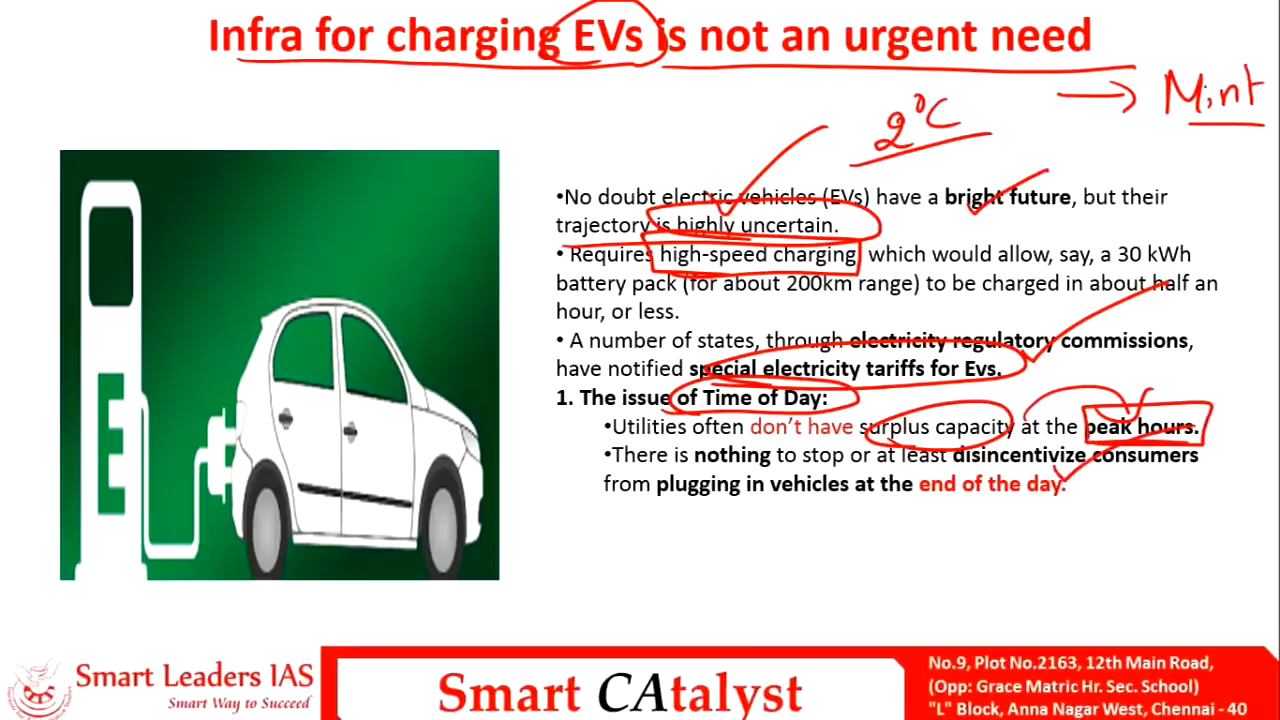 Infra for charging EVs is not an urgent need
→ Mint
2°C
•No doubt electric vehicles (EVs) have a bright future, but their
trajectory is highly uncertain.
• Requires high-speed charging, which would allow, say, a 30 kWh
battery pack (for about 200km range) to be charged in about half an
hour, or less.
• A number of states, through electricity regulatory commissions,
have notified special electricity tariffs for Evs.
1. The issue of Time of Day:
•Utilities often don't have surplus capacity at the peak hours.
•There is nothing to stop or at least disincentivize consumers
from plugging in vehicles at the end of the day.
E
Smart Leaders IAS
Smart Way to Succeed
Smart CAtalyst
No.9, Plot No.2163, 12th Main Road,
(Opp: Grace Matric Hr. Sec. School)
"L" Block, Anna Nagar West, Chennai - 40